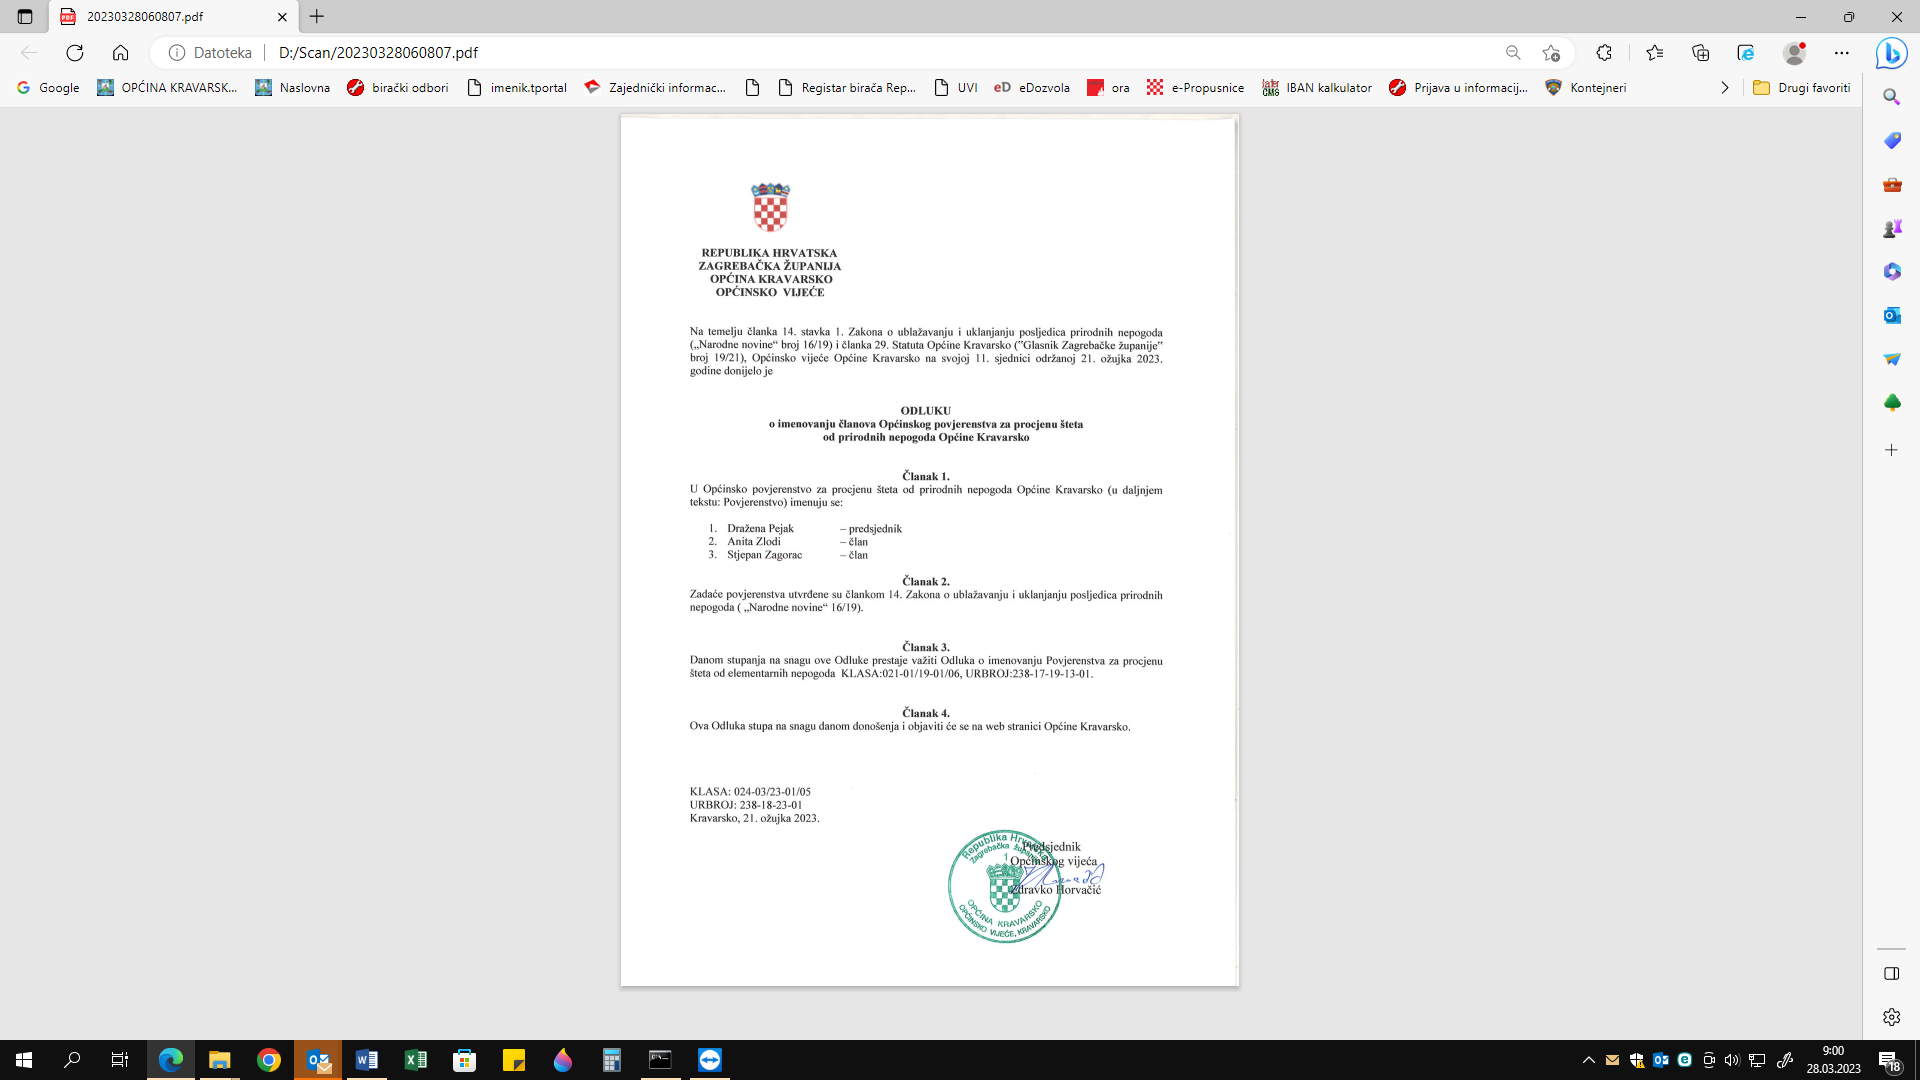 20230328060807.pdf
Datoteka D:/Scan/20230328060807.pdf
Google OPĆINA KRAVARSK... Naslovna birački odbori imenik.tportal Zajednički informac... Registar birača Rep... UVI eDozvola ora e-Propusnice IBAN kalkulator Prijava u informacij... Kontejneri Drugi favoriti
REPUBLIKA HRVATSKA
ZAGREBAČKA ŽUPANIJA
OPĆINA KRAVARSKO
OPĆINSKO VIJEĆE
Na temelju članka 14. stavka 1. Zakona o ublažavanju i uklanjanju posljedica prirodnih nepogoda
(„Narodne novine“ broj 16/19) i članka 29. Statuta Općine Kravarsko ("Glasnik Zagrebačke županije"
broj 19/21), Općinsko vijeće Općine Kravarsko na svojoj 11. sjednici održanoj 21. ožujka 2023.
godine donijelo je
ODLUKU
o imenovanju članova Općinskog povjerenstva za procjenu šteta
od prirodnih nepogoda Općine Kravarsko
Članak 1.
U Općinsko povjerenstvo za procjenu šteta od prirodnih nepogoda Općine Kravarsko (u daljnjem
tekstu: Povjerenstvo) imenuju se:
1. Dražena Pejak – predsjednik
2. Anita Zlodi – član
3. Stjepan Zagorac – član
Članak 2.
Zadaće povjerenstva utvrđene su člankom 14. Zakona o ublažavanju i uklanjanju posljedica prirodnih
nepogoda ( „Narodne novine“ 16/19).
Članak 3.
Danom stupanja na snagu ove Odluke prestaje važiti Odluka o imenovanju Povjerenstva za procjenu
šteta od elementarnih nepogoda KLASA:021-01/19-01/06, URBROJ:238-17-19-13-01.
Članak 4.
Ova Odluka stupa na snagu danom donošenja i objaviti će se na web stranici Općine Kravarsko.
KLASA: 024-03/23-01/05
URBROJ: 238-18-23-01
Kravarsko, 21. ožujka 2023.
Predsjednik
Općinskog vijeća
Zdravko Horvačić
Republika Hrvatska
Zagrebačka županija
1
OPĆINA KRAVARSKO
OPĆINSKO VIJEĆE, KRAVARSKO
9:00
28.03.2023
18